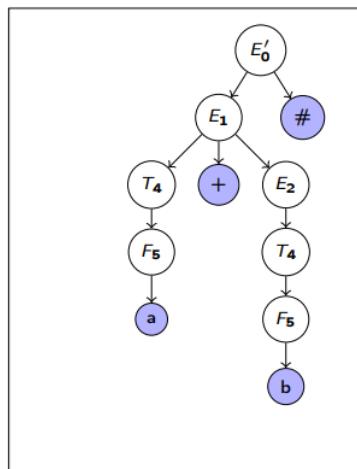 E′₀
E₁ #
T₄ + E₂
F₅ T₄
a F₅
b